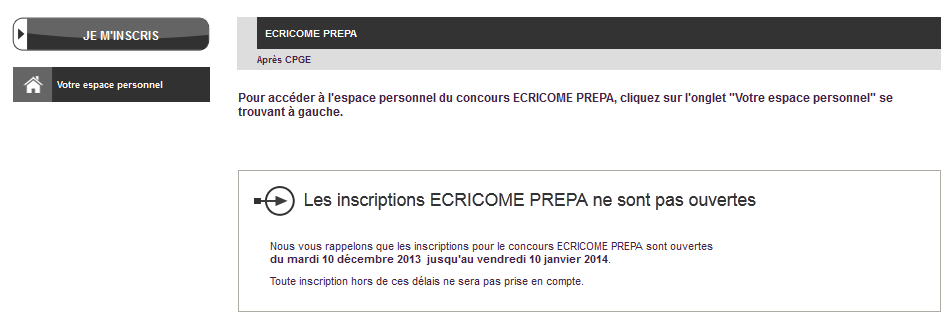 JE M'INSCRIS
Votre espace personnel
ECRICOME PREPA
Après CPGE
Pour accéder à l'espace personnel du concours ECRICOME PREPA, cliquez sur l'onglet "Votre espace personnel" se
trouvant à gauche.
Les inscriptions ECRICOME PREPA ne sont pas ouvertes
Nous vous rappelons que les inscriptions pour le concours ECRICOME PREPA sont ouvertes
du mardi 10 décembre 2013 jusqu'au vendredi 10 janvier 2014.
Toute inscription hors de ces délais ne sera pas prise en compte.